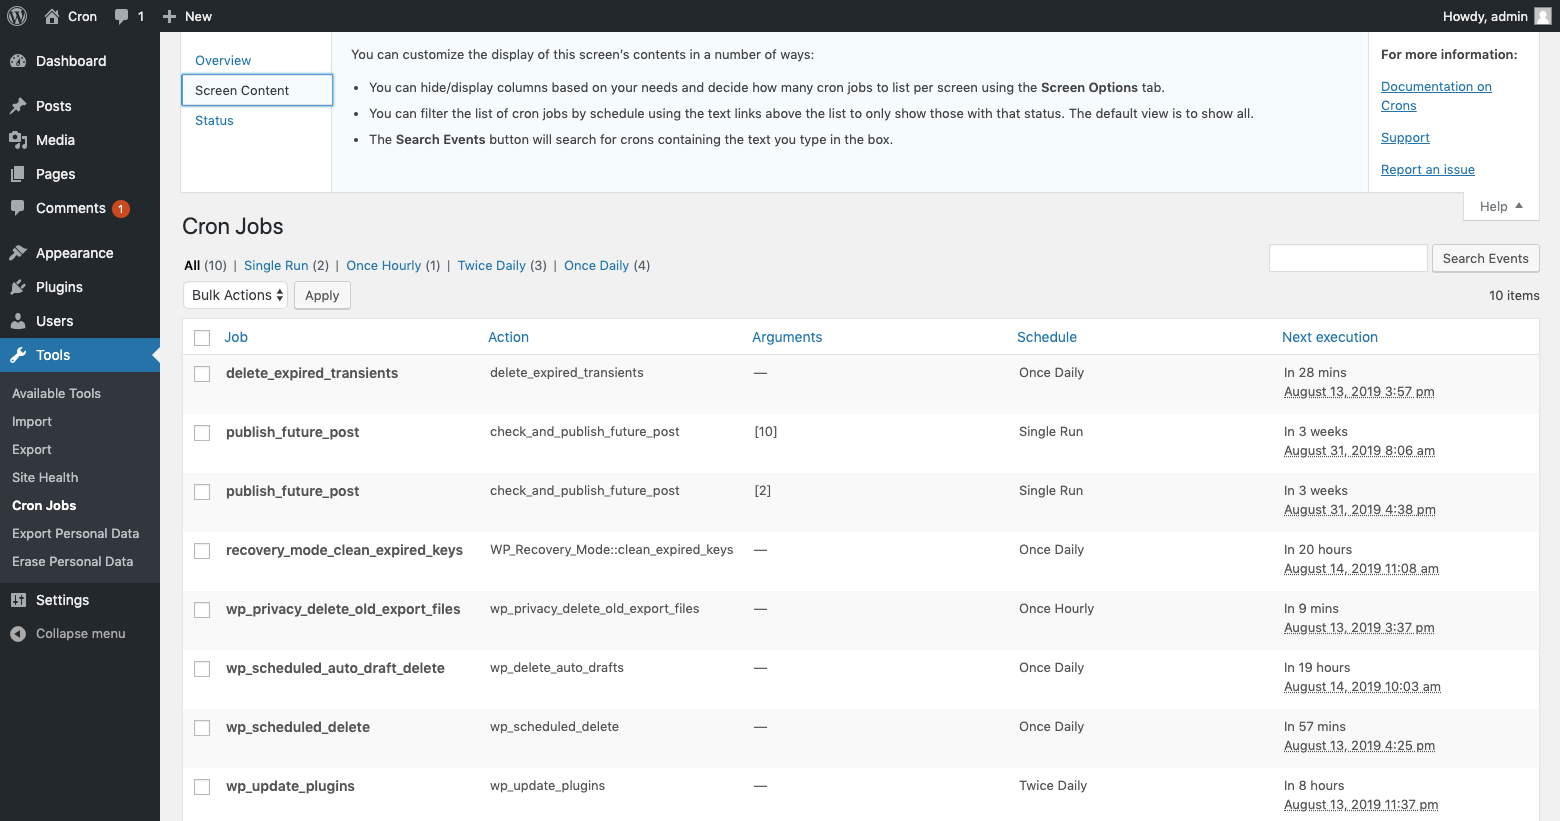 Cron 1 New Howdy, admin
Dashboard
Posts
Media
Pages
Comments 1
Appearance
Plugins
Users
Tools
Available Tools
Import
Export
Site Health
Cron Jobs
Export Personal Data
Erase Personal Data
Settings
Collapse menu
Overview
Screen Content
Status
You can customize the display of this screen's contents in a number of ways:
• You can hide/display columns based on your needs and decide how many cron jobs to list per screen using the Screen Options tab.
• You can filter the list of cron jobs by schedule using the text links above the list to only show those with that status. The default view is to show all.
• The Search Events button will search for crons containing the text you type in the box.
For more information:
Documentation on
Crons
Support
Report an issue
Help
Cron Jobs
All (10) | Single Run (2) | Once Hourly (1) | Twice Daily (3) | Once Daily (4)
Search Events
Bulk Actions Apply
10 items
Job Action Arguments Schedule Next execution
delete_expired_transients delete_expired_transients — Once Daily In 28 mins
August 13, 2019 3:57 pm
publish_future_post check_and_publish_future_post [10] Single Run In 3 weeks
August 31, 2019 8:06 am
publish_future_post check_and_publish_future_post [2] Single Run In 3 weeks
August 31, 2019 4:38 pm
recovery_mode_clean_expired_keys WP_Recovery_Mode::clean_expired_keys — Once Daily In 20 hours
August 14, 2019 11:08 am
wp_privacy_delete_old_export_files wp_privacy_delete_old_export_files — Once Hourly In 9 mins
August 13, 2019 3:37 pm
wp_scheduled_auto_draft_delete wp_delete_auto_drafts — Once Daily In 19 hours
August 14, 2019 10:03 am
wp_scheduled_delete wp_scheduled_delete — Once Daily In 57 mins
August 13, 2019 4:25 pm
wp_update_plugins wp_update_plugins — Twice Daily In 8 hours
August 13, 2019 11:37 pm